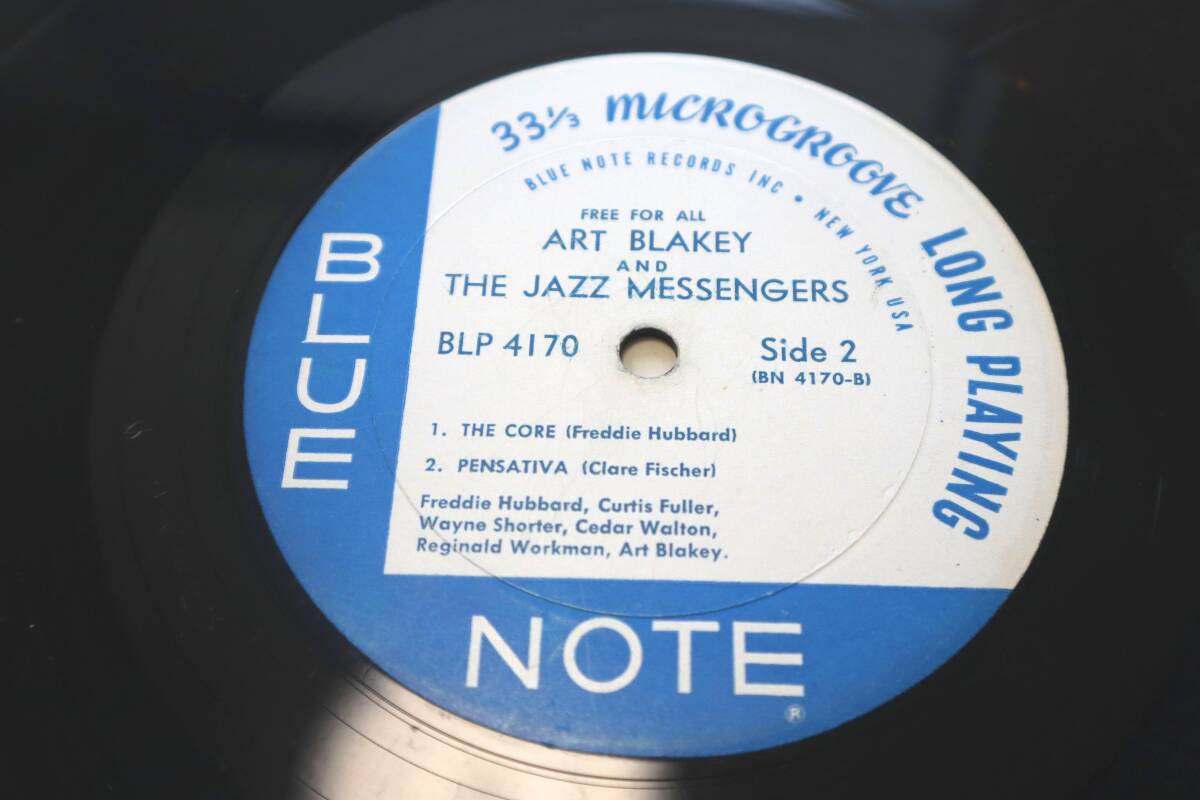 33⅓ MICROGROOVE LONG PLAYING
BLUE NOTE RECORDS INC • NEW YORK USA
FREE FOR ALL
ART BLAKEY
AND
THE JAZZ MESSENGERS
BLP 4170
Side 2
(BN 4170-B)
1. THE CORE (Freddie Hubbard)
2. PENSATIVA (Clare Fischer)
Freddie Hubbard, Curtis Fuller,
Wayne Shorter, Cedar Walton,
Reginald Workman, Art Blakey.
BLUE
NOTE
®